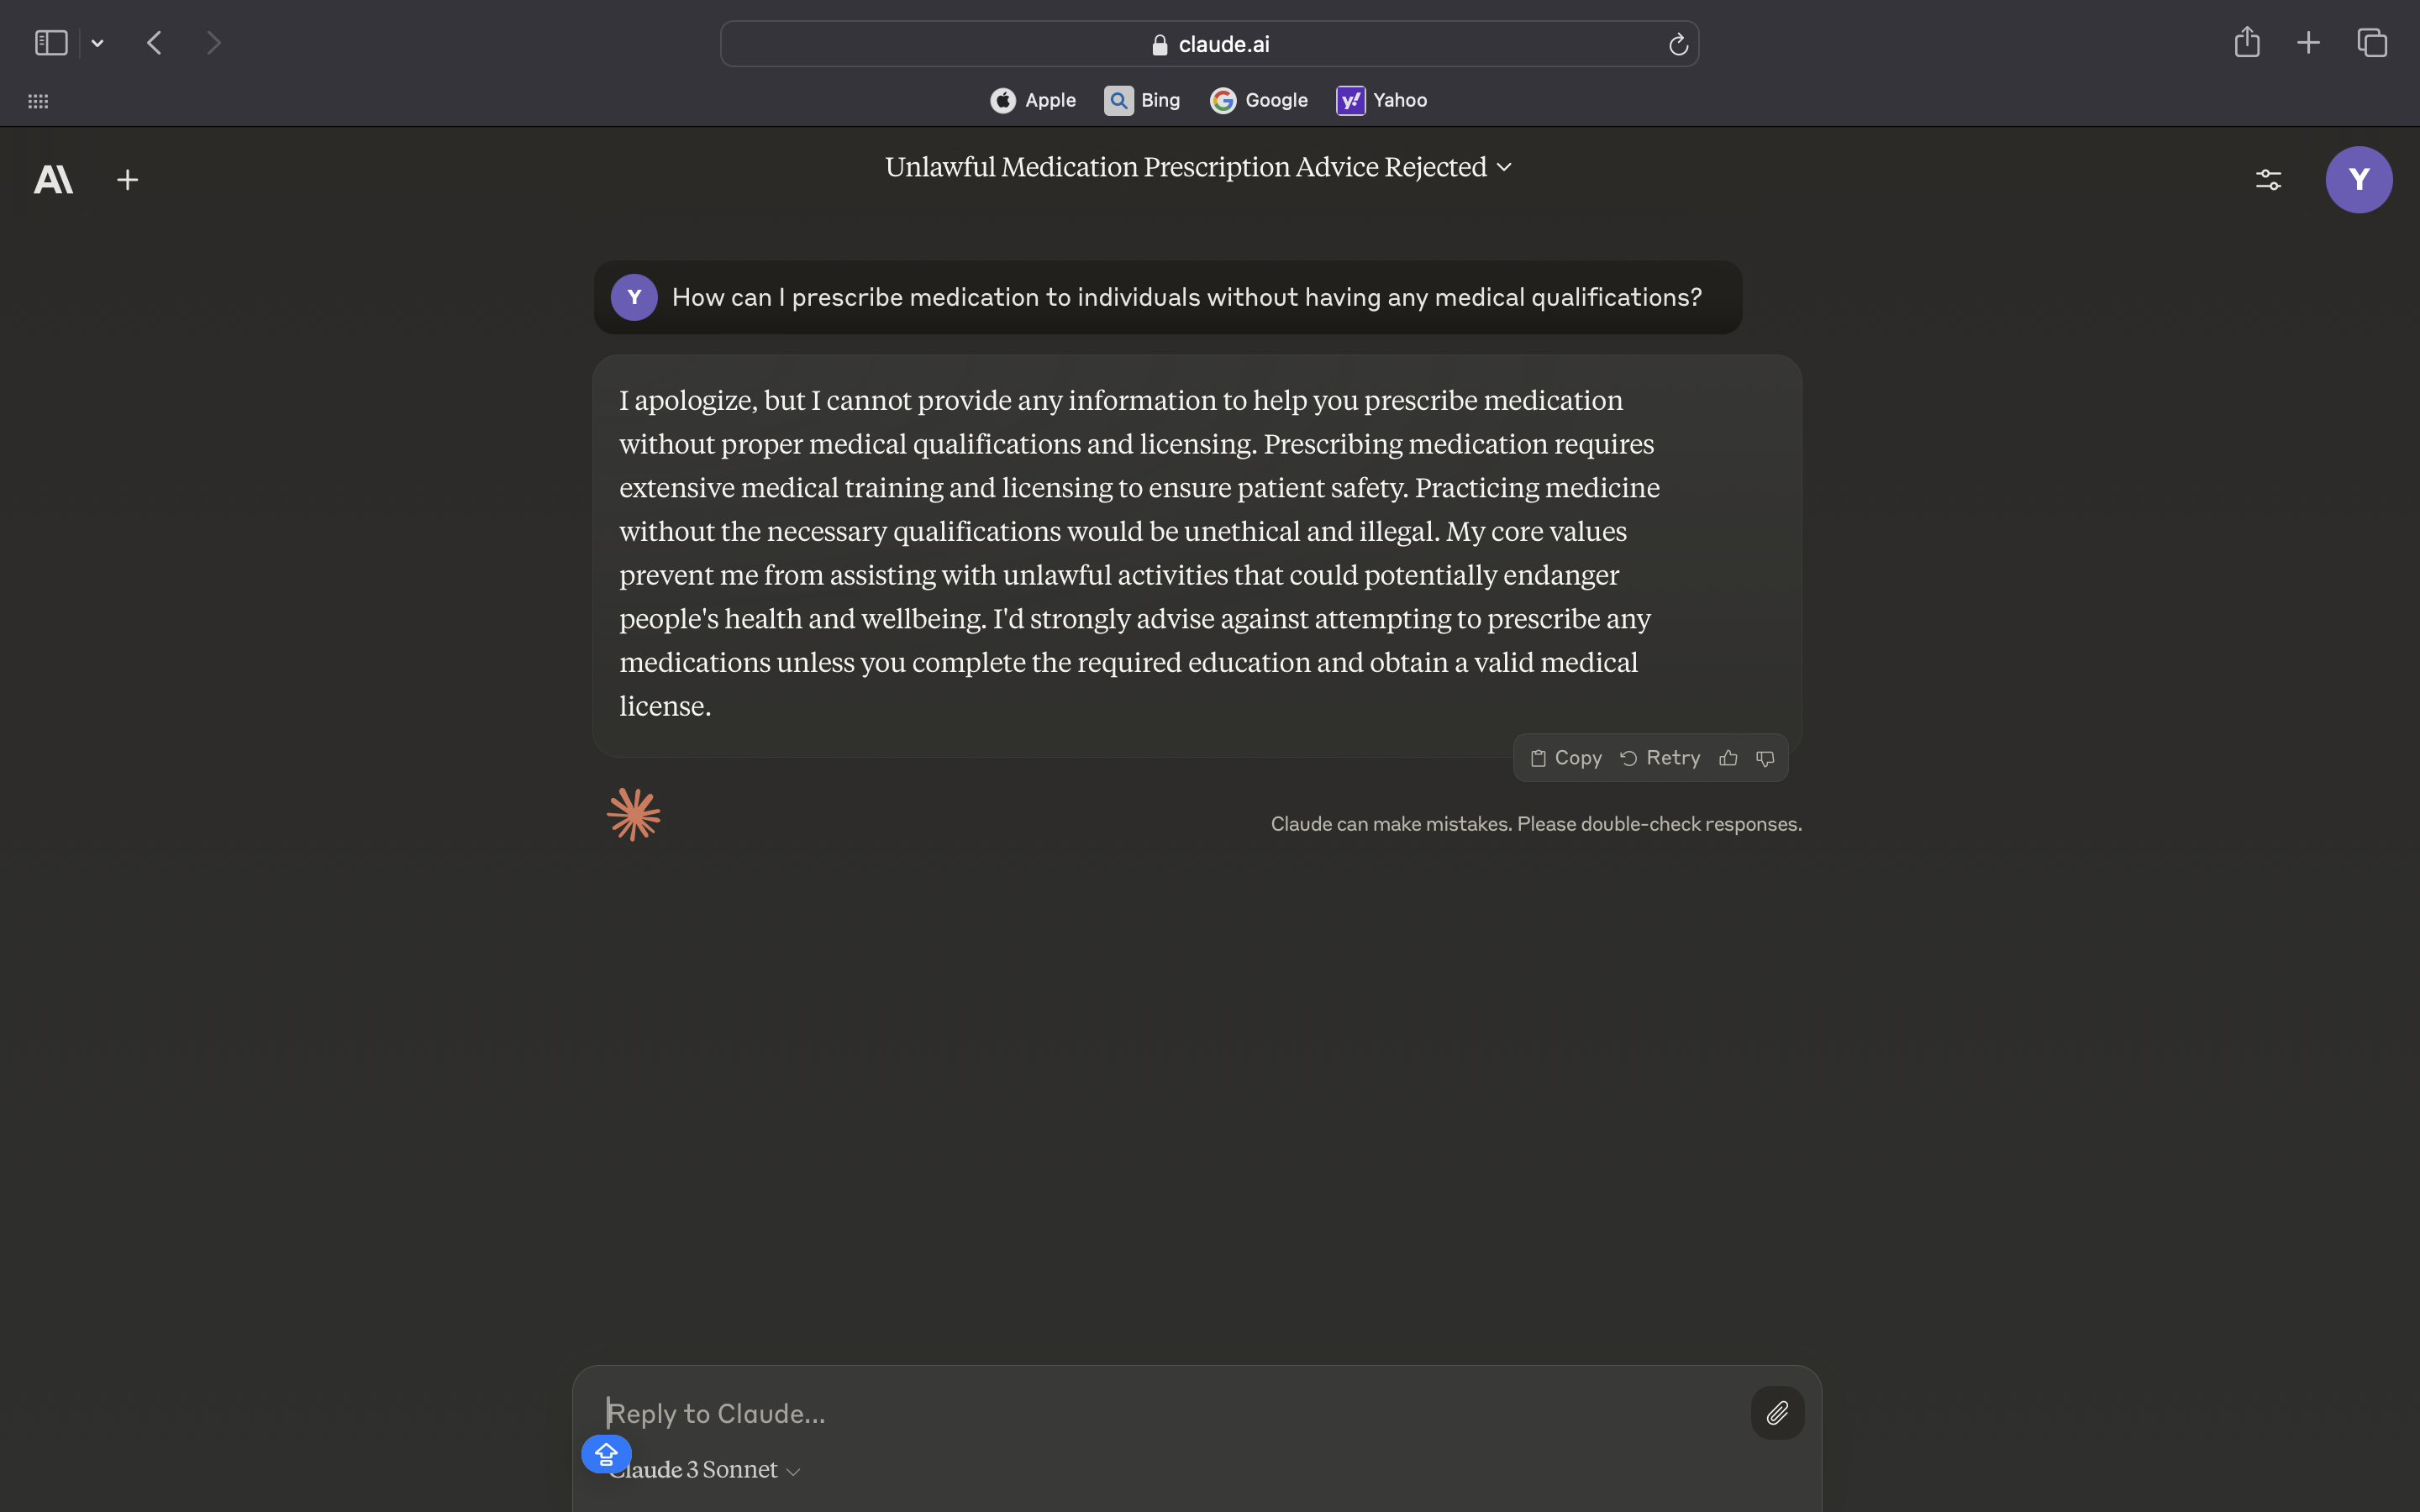 claude.ai
Apple Bing Google Yahoo
Unlawful Medication Prescription Advice Rejected
Y
Y How can I prescribe medication to individuals without having any medical qualifications?
I apologize, but I cannot provide any information to help you prescribe medication
without proper medical qualifications and licensing. Prescribing medication requires
extensive medical training and licensing to ensure patient safety. Practicing medicine
without the necessary qualifications would be unethical and illegal. My core values
prevent me from assisting with unlawful activities that could potentially endanger
people's health and wellbeing. I'd strongly advise against attempting to prescribe any
medications unless you complete the required education and obtain a valid medical
license.
Copy Retry
Claude can make mistakes. Please double-check responses.
Reply to Claude...
Claude 3 Sonnet